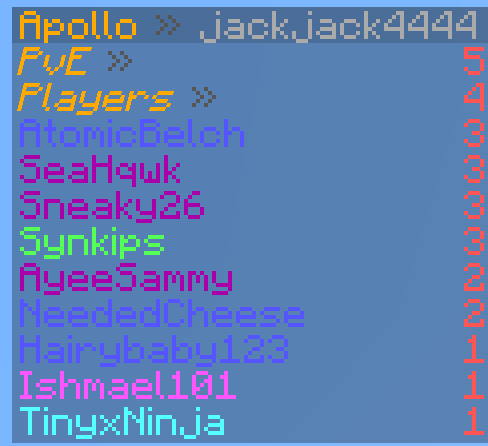 Apollo » jackjack4444
PvE » 5
Players » 4
AtomicBelch 3
SeaHqwk 3
Sneaky26 3
Synkips 3
AyeeSammy 2
NeededCheese 2
Hairybaby123 1
Ishmael101 1
TinyxNinja 1